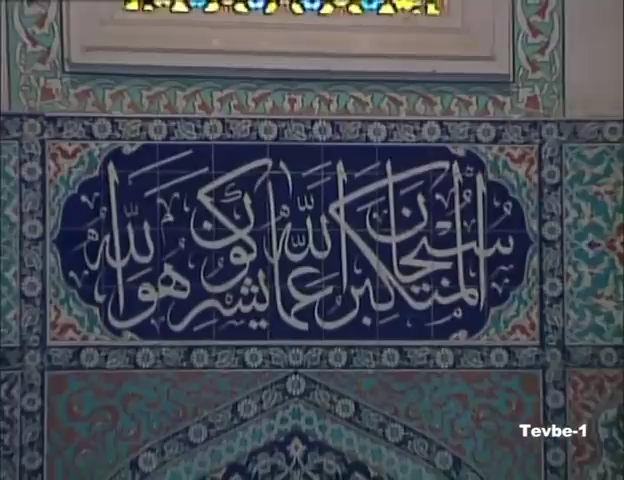 المتكبر سبحان الله عما يشركون هو الله
Tevbe-1